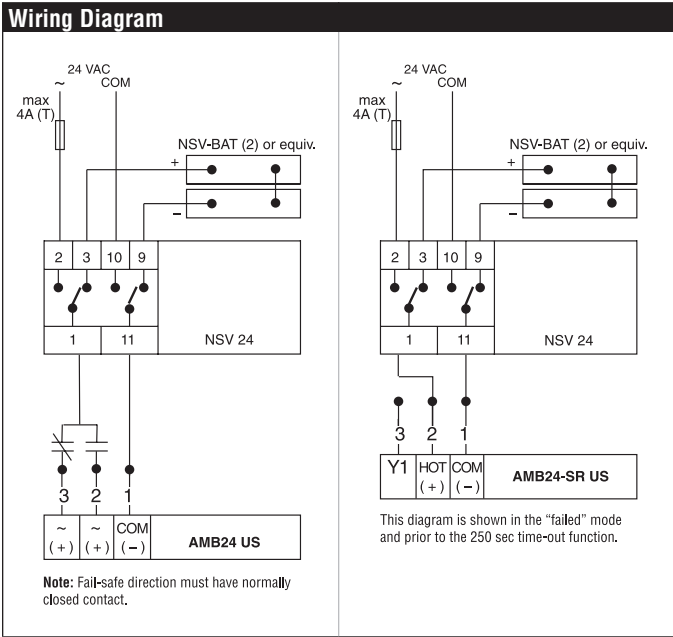 Wiring Diagram
24 VAC
~ COM
max
4A (T)
NSV-BAT (2) or equiv.
+
–
2 3 10 9
1 11 NSV 24
3 2 1
~ ~ COM
(+) (+) (–)
AMB24 US
Note: Fail-safe direction must have normally
closed contact.
24 VAC
~ COM
max
4A (T)
NSV-BAT (2) or equiv.
+
–
2 3 10 9
1 11 NSV 24
3 2 1
Y1 HOT COM
(+) (–)
AMB24-SR US
This diagram is shown in the “failed” mode
and prior to the 250 sec time-out function.